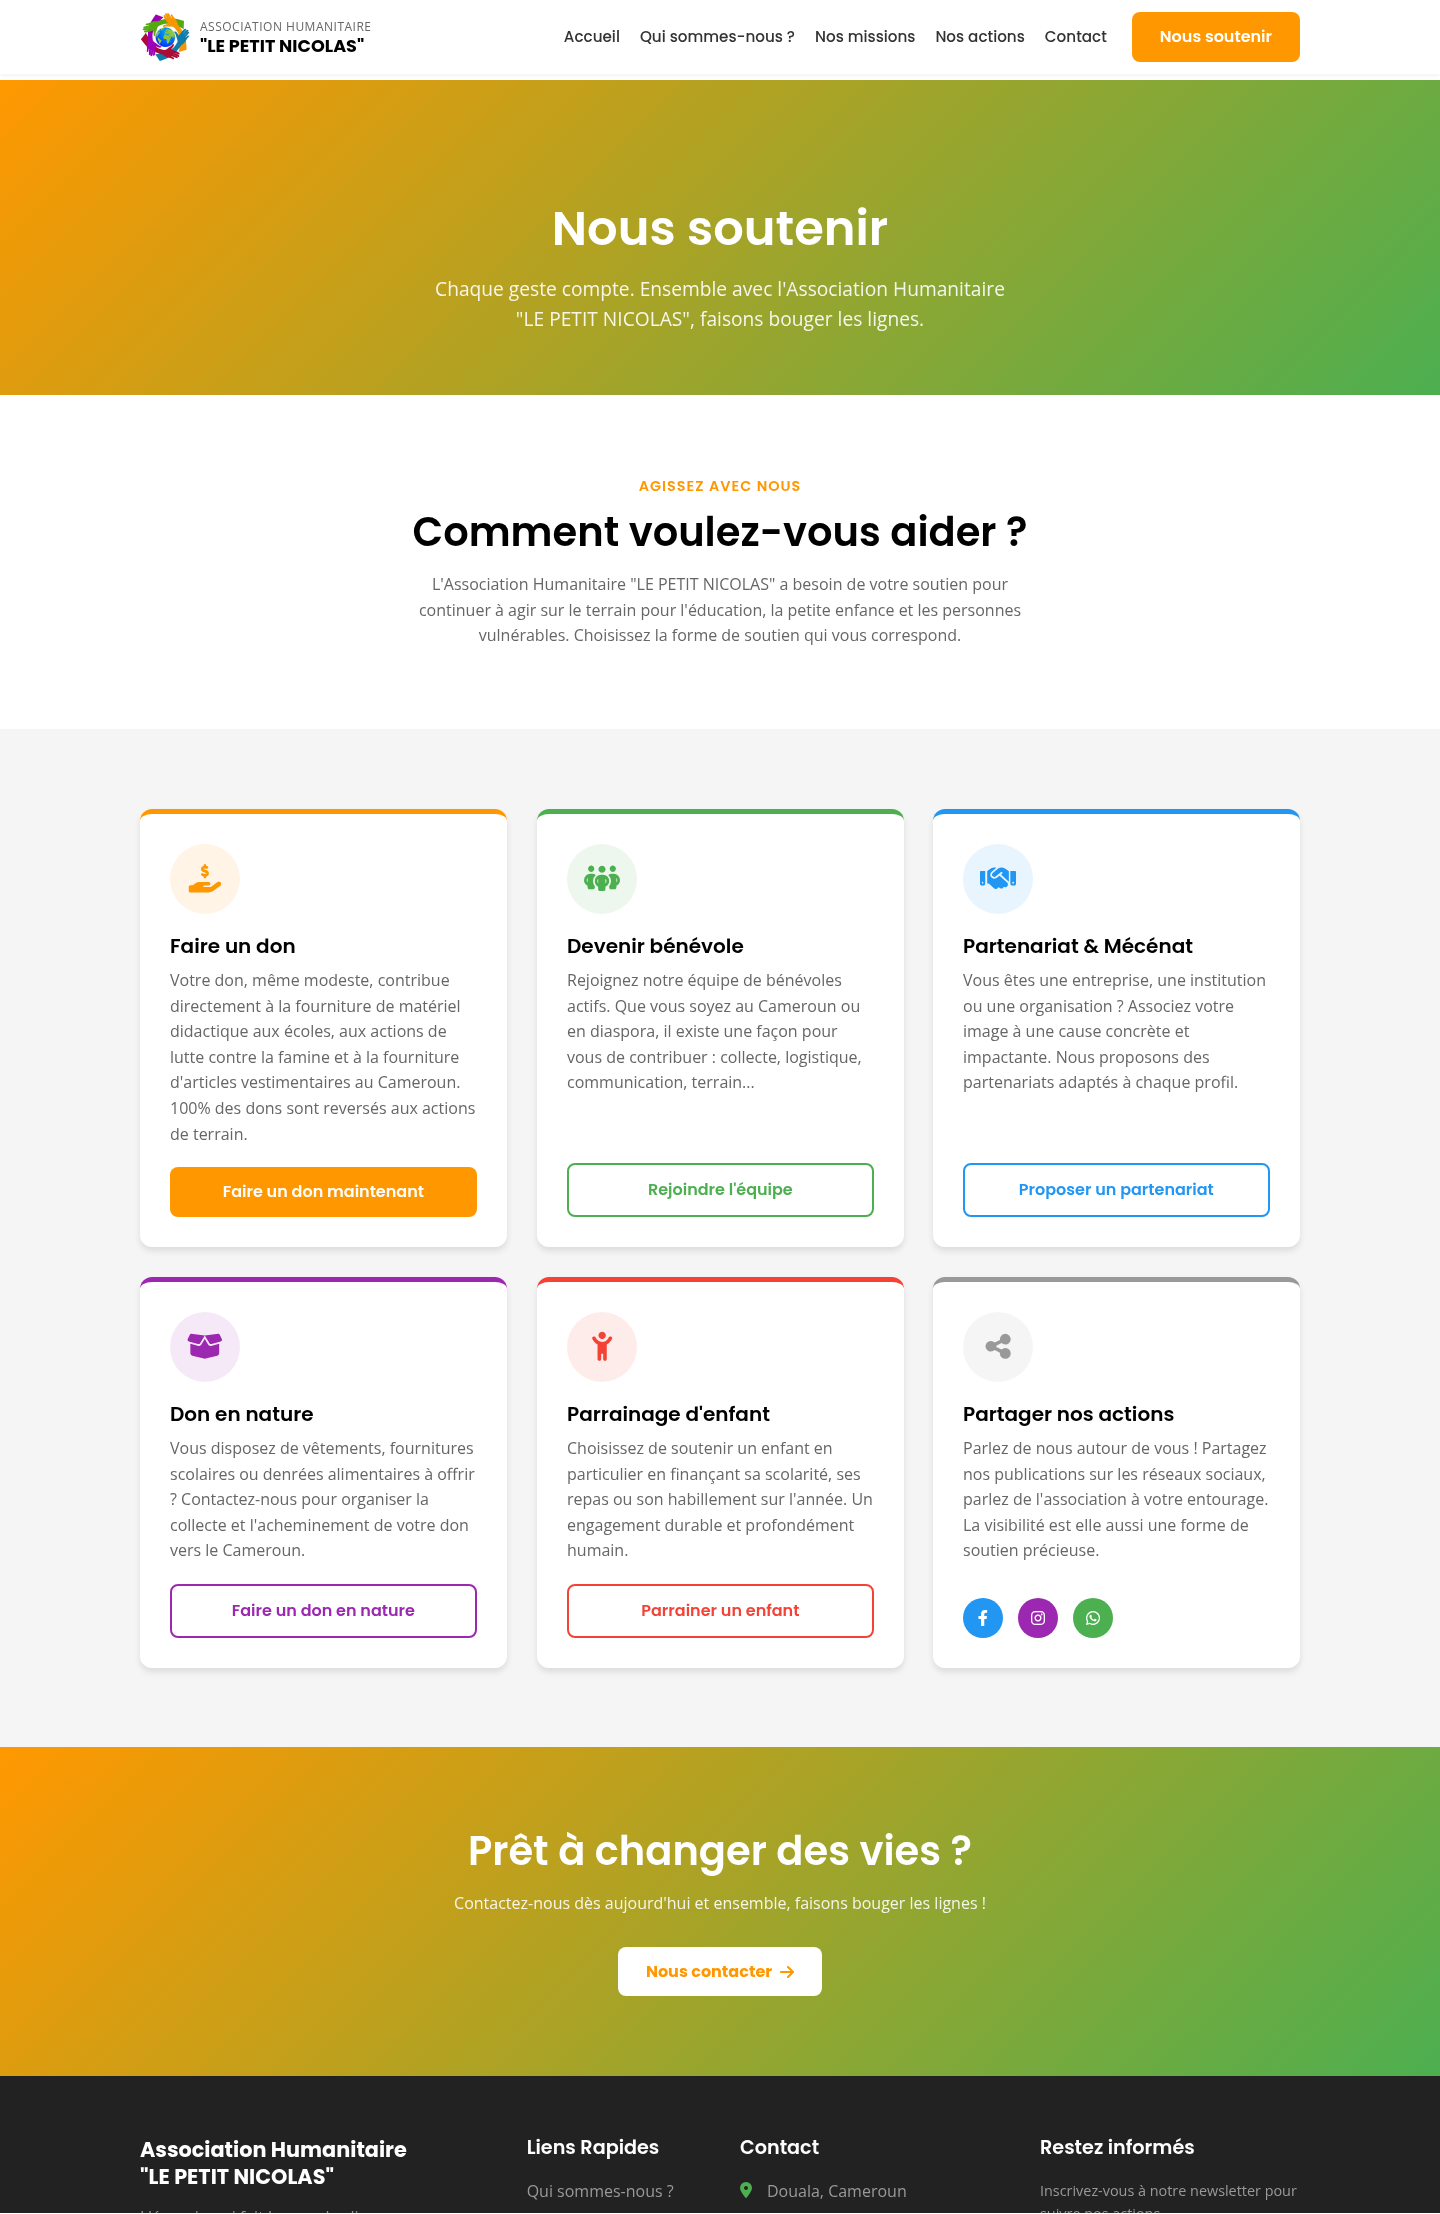 ASSOCIATION HUMANITAIRE
"LE PETIT NICOLAS"
Accueil Qui sommes-nous ? Nos missions Nos actions Contact Nous soutenir
Nous soutenir
Chaque geste compte. Ensemble avec l'Association Humanitaire
"LE PETIT NICOLAS", faisons bouger les lignes.
AGISSEZ AVEC NOUS
Comment voulez-vous aider ?
L'Association Humanitaire "LE PETIT NICOLAS" a besoin de votre soutien pour
continuer à agir sur le terrain pour l'éducation, la petite enfance et les personnes
vulnérables. Choisissez la forme de soutien qui vous correspond.
Faire un don
Votre don, même modeste, contribue
directement à la fourniture de matériel
didactique aux écoles, aux actions de
lutte contre la famine et à la fourniture
d'articles vestimentaires au Cameroun.
100% des dons sont reversés aux actions
de terrain.
Faire un don maintenant
Devenir bénévole
Rejoignez notre équipe de bénévoles
actifs. Que vous soyez au Cameroun ou
en diaspora, il existe une façon pour
vous de contribuer : collecte, logistique,
communication, terrain...
Rejoindre l'équipe
Partenariat & Mécénat
Vous êtes une entreprise, une institution
ou une organisation ? Associez votre
image à une cause concrète et
impactante. Nous proposons des
partenariats adaptés à chaque profil.
Proposer un partenariat
Don en nature
Vous disposez de vêtements, fournitures
scolaires ou denrées alimentaires à offrir
? Contactez-nous pour organiser la
collecte et l'acheminement de votre don
vers le Cameroun.
Faire un don en nature
Parrainage d'enfant
Choisissez de soutenir un enfant en
particulier en finançant sa scolarité, ses
repas ou son habillement sur l'année. Un
engagement durable et profondément
humain.
Parrainer un enfant
Partager nos actions
Parlez de nous autour de vous ! Partagez
nos publications sur les réseaux sociaux,
parlez de l'association à votre entourage.
La visibilité est elle aussi une forme de
soutien précieuse.
Prêt à changer des vies ?
Contactez-nous dès aujourd'hui et ensemble, faisons bouger les lignes !
Nous contacter
Association Humanitaire
"LE PETIT NICOLAS"
Liens Rapides
Qui sommes-nous ?
Contact
Douala, Cameroun
Restez informés
Inscrivez-vous à notre newsletter pour